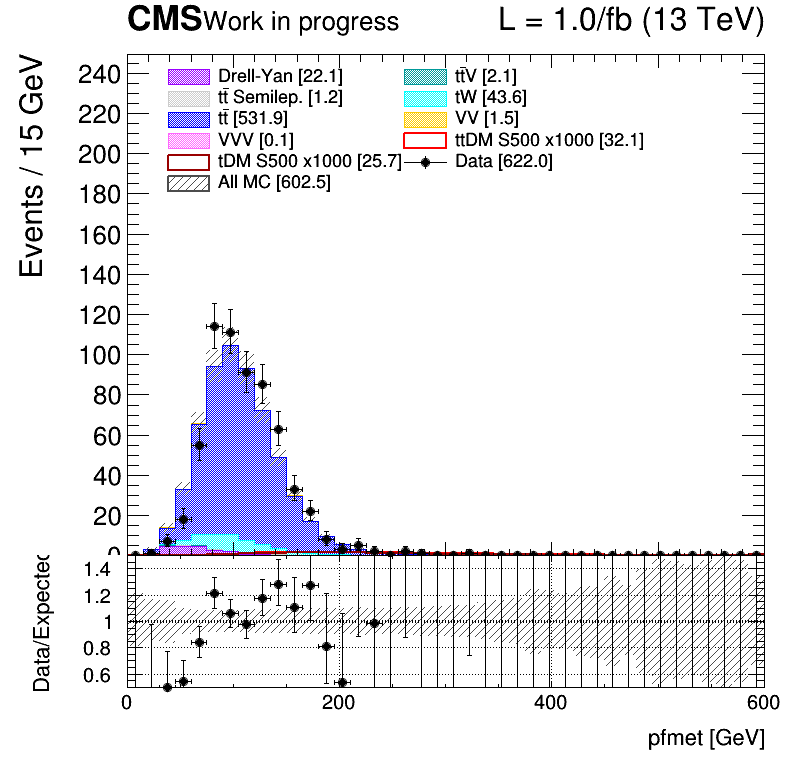 CMS Work in progress L = 1.0/fb (13 TeV)
Events / 15 GeV
240
220
200
180
160
140
120
100
80
60
40
20
0
Drell-Yan [22.1] tt̄V [2.1]
tt̄ Semilep. [1.2] tW [43.6]
tt̄ [531.9] VV [1.5]
VVV [0.1] ttDM S500 x1000 [32.1]
tDM S500 x1000 [25.7] Data [622.0]
All MC [602.5]
Data/Expected
1.4
1.2
1
0.8
0.6
0 200 400 600
pfmet [GeV]